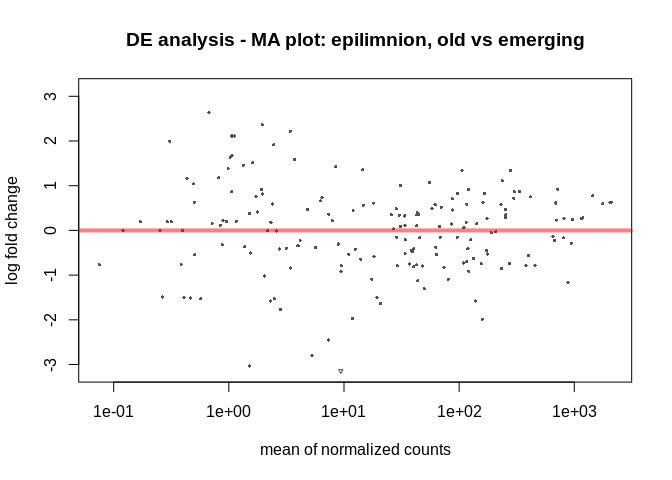 DE analysis - MA plot: epilimnion, old vs emerging
log fold change
3
2
1
0
-1
-2
-3
1e-01 1e+00 1e+01 1e+02 1e+03
mean of normalized counts